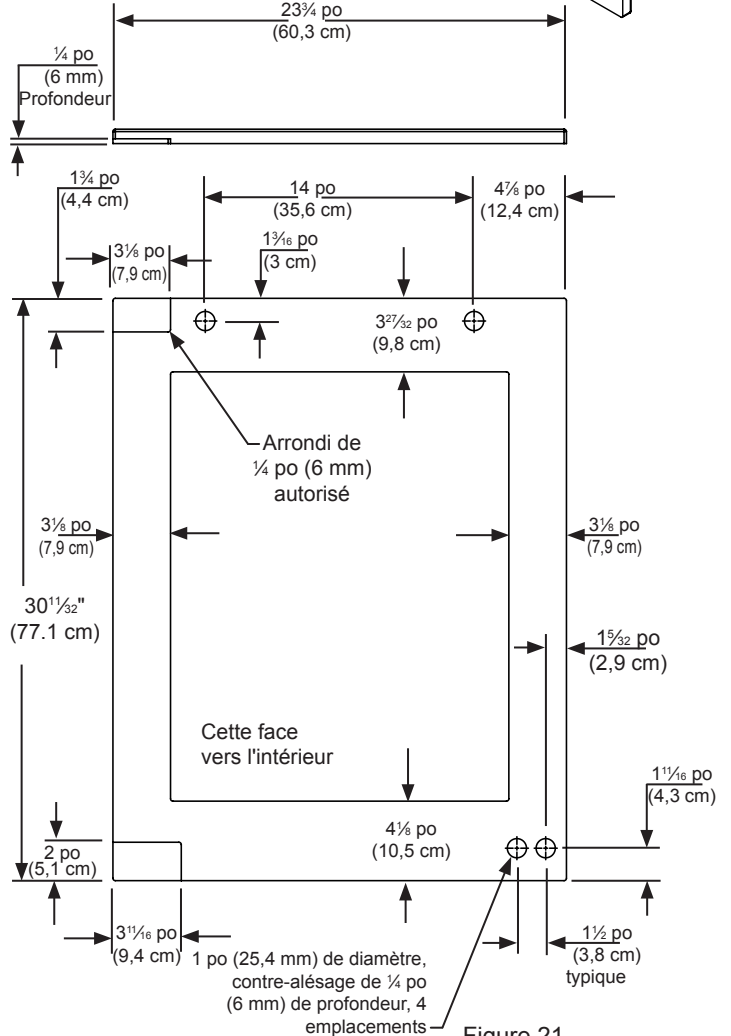 23¾ po
(60,3 cm)
¼ po
(6 mm)
Profondeur
1¾ po
(4,4 cm)
14 po
(35,6 cm)
4⅞ po
(12,4 cm)
3⅛ po
(7,9 cm)
1³⁄₁₆ po
(3 cm)
3²⁷⁄₃₂ po
(9,8 cm)
Arrondi de
¼ po (6 mm)
autorisé
3⅛ po
(7,9 cm)
3⅛ po
(7,9 cm)
30¹¹⁄₃₂"
(77.1 cm)
1⁵⁄₃₂ po
(2,9 cm)
Cette face
vers l'intérieur
1¹¹⁄₁₆ po
(4,3 cm)
4⅛ po
(10,5 cm)
2 po
(5,1 cm)
3¹¹⁄₁₆ po
(9,4 cm)
1½ po
(3,8 cm)
typique
1 po (25,4 mm) de diamètre,
contre-alésage de ¼ po
(6 mm) de profondeur, 4
emplacements
Figure 21